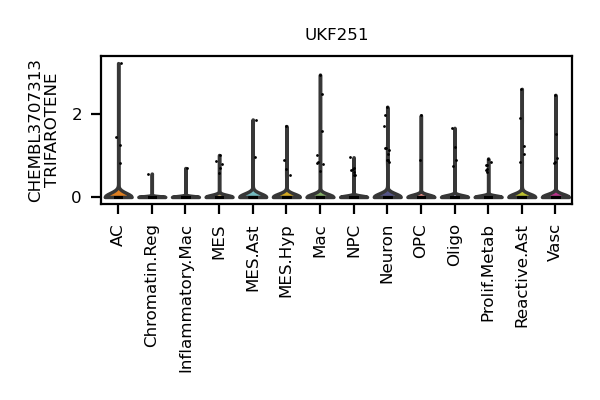 UKF251
CHEMBL3707313
TRIFAROTENE
2
0
AC
Chromatin.Reg
Inflammatory.Mac
MES
MES.Ast
MES.Hyp
Mac
NPC
Neuron
OPC
Oligo
Prolif.Metab
Reactive.Ast
Vasc